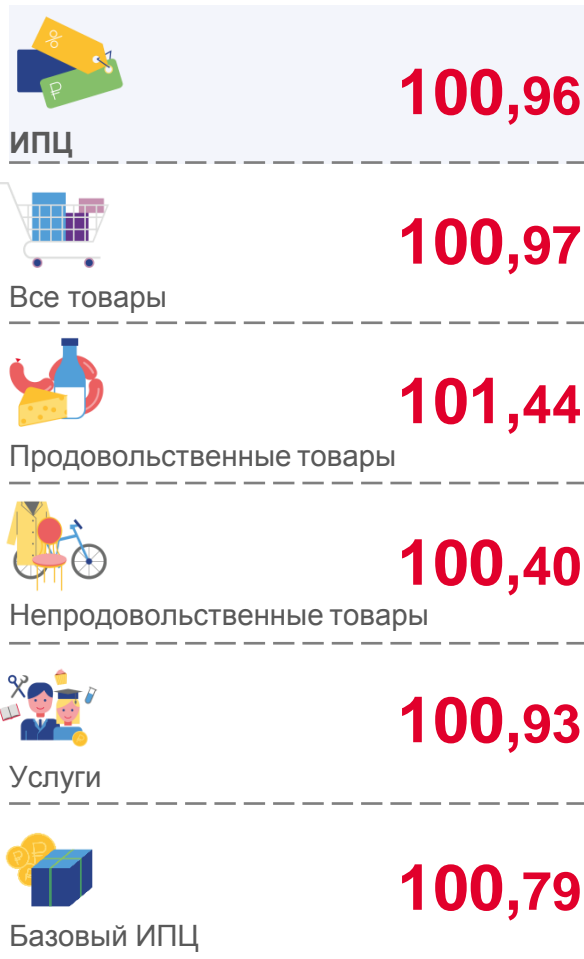 %
₽
100,96
ИПЦ
100,97
Все товары
101,44
Продовольственные товары
100,40
Непродовольственные товары
100,93
Услуги
₽ ₽
100,79
Базовый ИПЦ